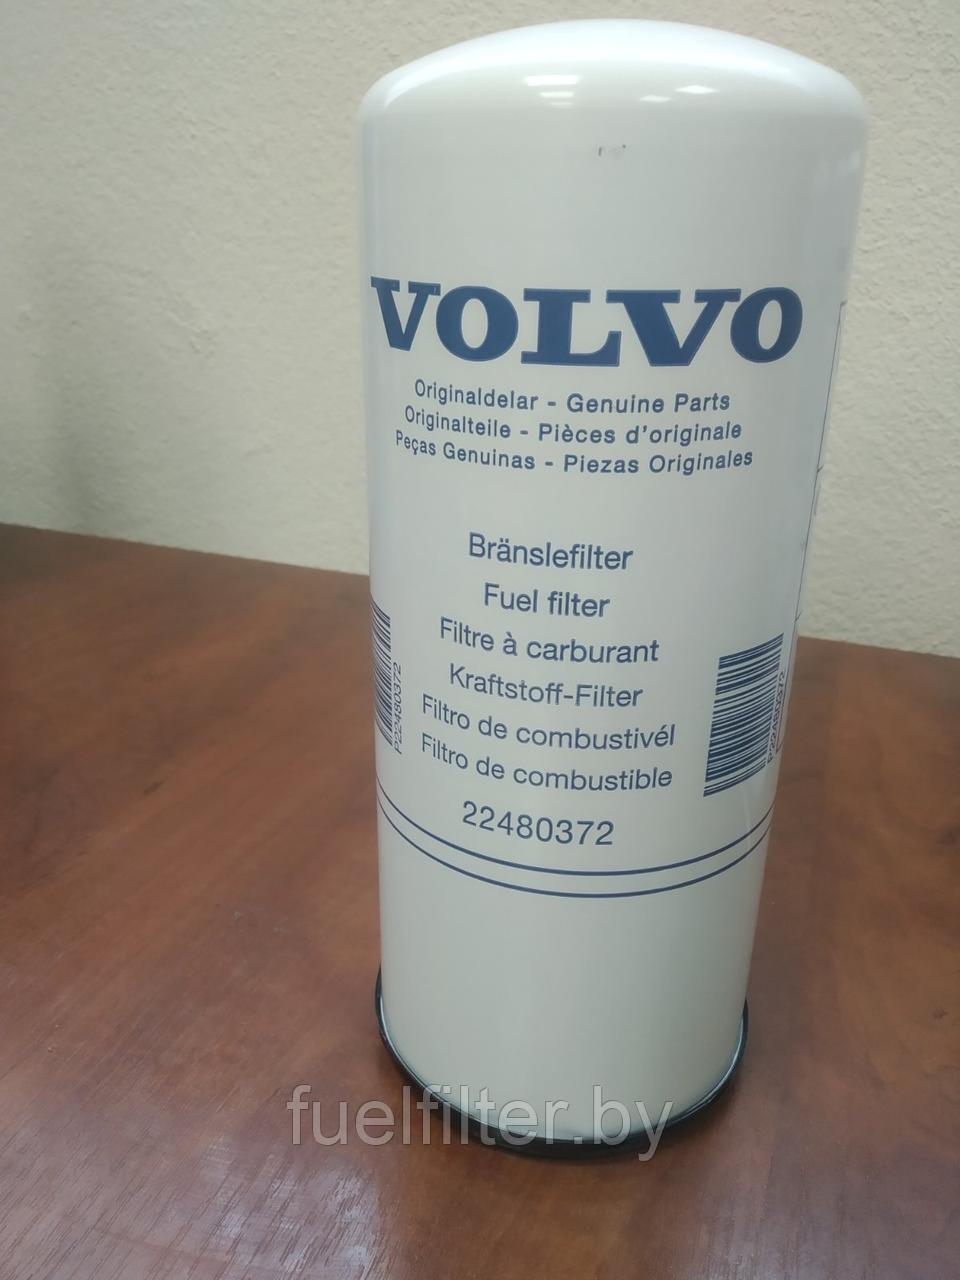 VOLVO
Originaldelar - Genuine Parts
Originalteile - Pièces d'originale
Peças Genuinas - Piezas Originales
Bränslefilter
Fuel filter
Filtre à carburant
Kraftstoff-Filter
Filtro de combustivél
Filtro de combustible
22480372
P22480372
P22480372
fuelfilter.by